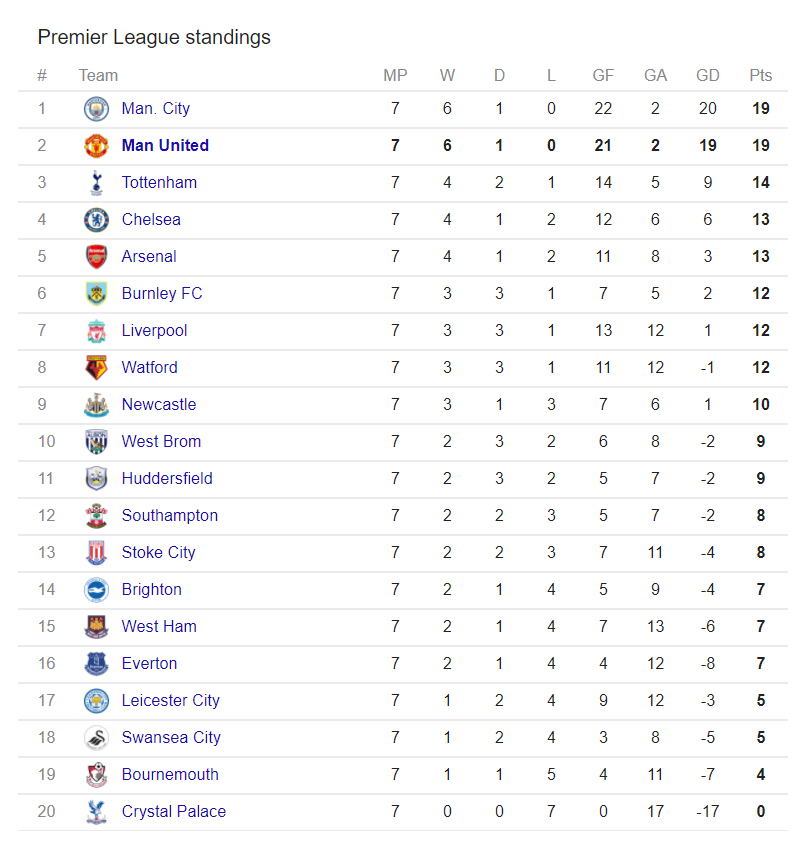 Premier League standings
# Team MP W D L GF GA GD Pts
1 Man. City 7 6 1 0 22 2 20 19
2 Man United 7 6 1 0 21 2 19 19
3 Tottenham 7 4 2 1 14 5 9 14
4 Chelsea 7 4 1 2 12 6 6 13
5 Arsenal 7 4 1 2 11 8 3 13
6 Burnley FC 7 3 3 1 7 5 2 12
7 Liverpool 7 3 3 1 13 12 1 12
8 Watford 7 3 3 1 11 12 -1 12
9 Newcastle 7 3 1 3 7 6 1 10
10 West Brom 7 2 3 2 6 8 -2 9
11 Huddersfield 7 2 3 2 5 7 -2 9
12 Southampton 7 2 2 3 5 7 -2 8
13 Stoke City 7 2 2 3 7 11 -4 8
14 Brighton 7 2 1 4 5 9 -4 7
15 West Ham 7 2 1 4 7 13 -6 7
16 Everton 7 2 1 4 4 12 -8 7
17 Leicester City 7 1 2 4 9 12 -3 5
18 Swansea City 7 1 2 4 3 8 -5 5
19 Bournemouth 7 1 1 5 4 11 -7 4
20 Crystal Palace 7 0 0 7 0 17 -17 0